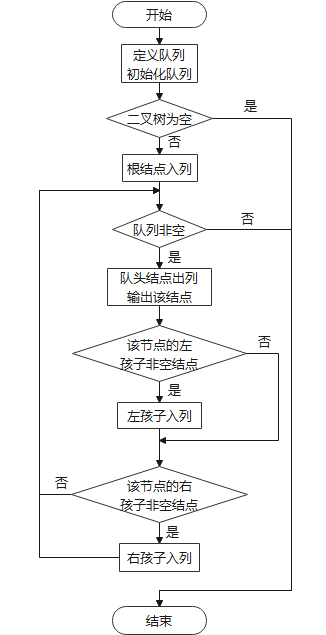 开始
定义队列
初始化队列
二叉树为空
是
否
根结点入列
队列非空
否
是
队头结点出列
输出该结点
该节点的左
孩子非空结点
否
是
左孩子入列
该节点的右
孩子非空结点
否
是
右孩子入列
结束